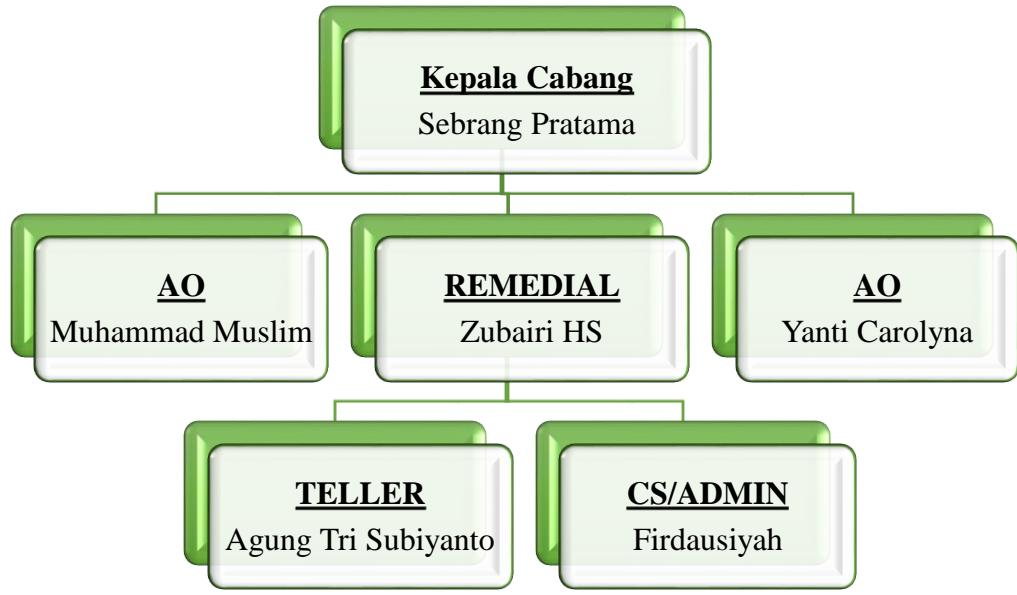 Kepala Cabang
Sebrang Pratama
AO
Muhammad Muslim
REMEDIAL
Zubairi HS
AO
Yanti Carolyna
TELLER
Agung Tri Subiyanto
CS/ADMIN
Firdausiyah